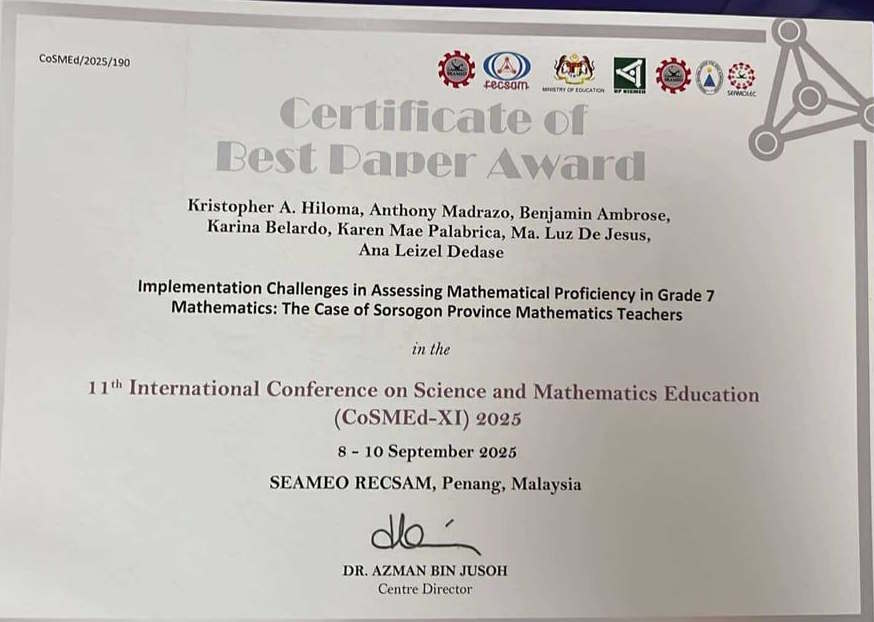 CoSMEd/2025/190
recsam
MINISTRY OF EDUCATION
UP NISMED
SEAMOLEC
Certificate of
Best Paper Award
Kristopher A. Hiloma, Anthony Madrazo, Benjamin Ambrose,
Karina Belardo, Karen Mae Palabrica, Ma. Luz De Jesus,
Ana Leizel Dedase
Implementation Challenges in Assessing Mathematical Proficiency in Grade 7
Mathematics: The Case of Sorsogon Province Mathematics Teachers
in the
11th International Conference on Science and Mathematics Education
(CoSMEd-XI) 2025
8 - 10 September 2025
SEAMEO RECSAM, Penang, Malaysia
DR. AZMAN BIN JUSOH
Centre Director